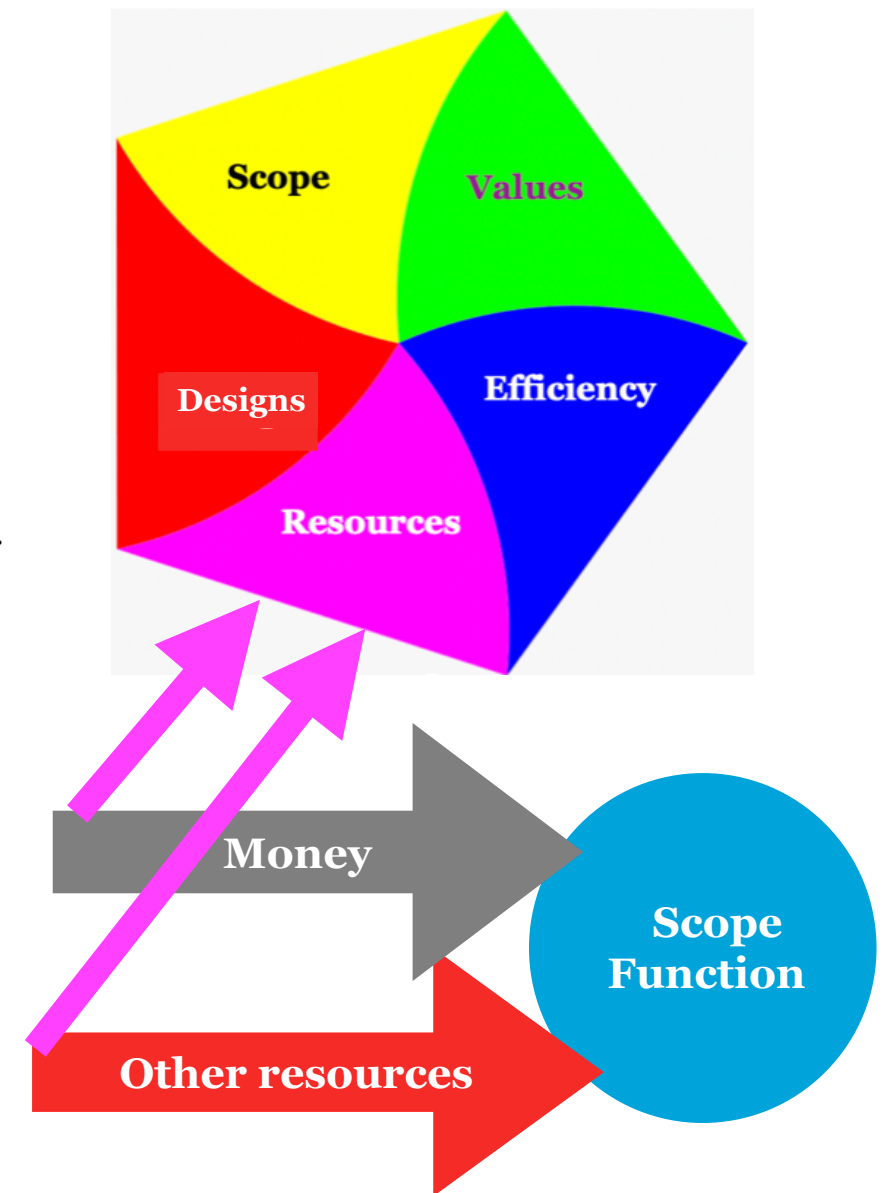 Scope
Values
Designs
Efficiency
Resources
Money
Scope
Function
Other resources